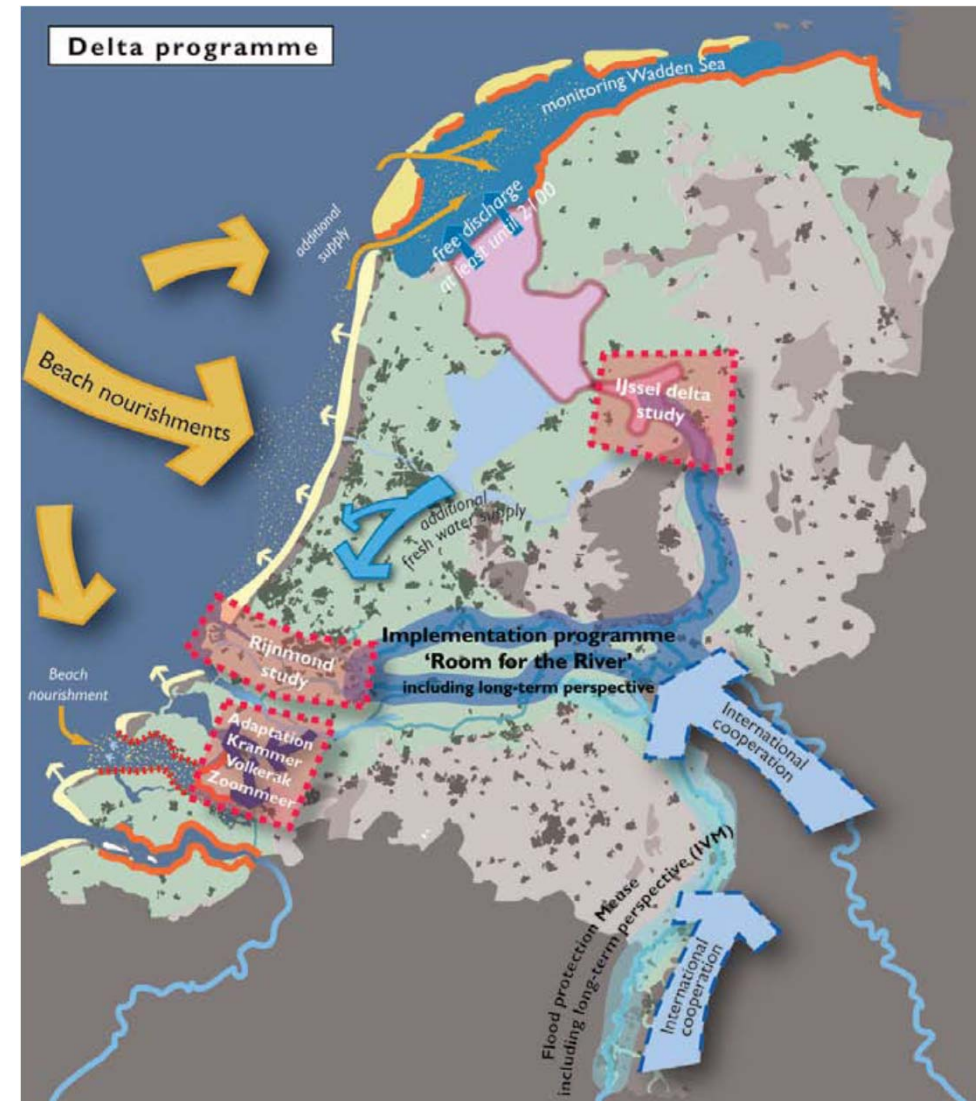 Delta programme
monitoring Wadden Sea
free discharge
at least until 2100
additional
supply
Beach nourishments
IJssel delta
study
additional
fresh water supply
Implementation programme
‘Room for the River’
including long-term perspective
Rijnmond
study
Beach
nourishment
Adaptation
Krammer
Volkerak
Zoommeer
International
cooperation
Flood protection Meuse
including long-term perspective (IVM)
International
cooperation